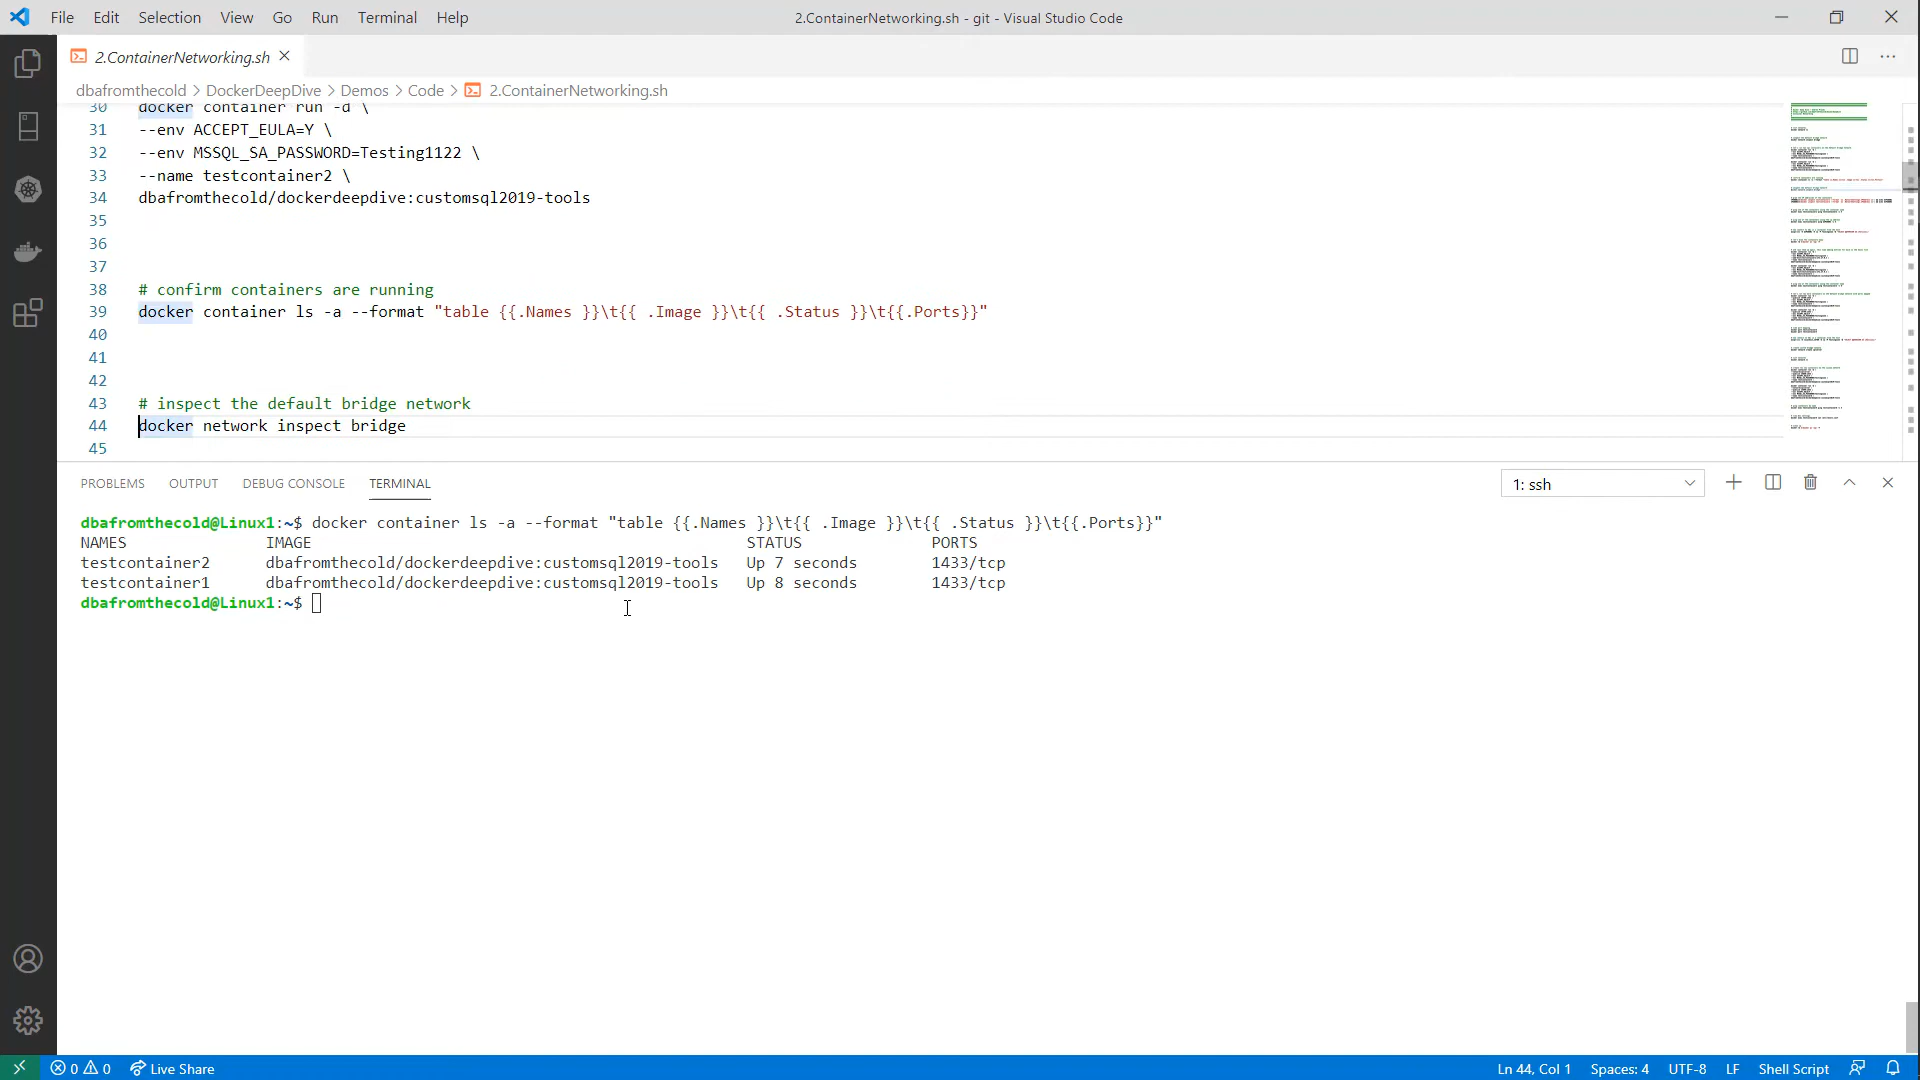 File Edit Selection View Go Run Terminal Help
2.ContainerNetworking.sh - git - Visual Studio Code
2.ContainerNetworking.sh
dbafromthecold > DockerDeepDive > Demos > Code > 2.ContainerNetworking.sh
30 docker container run -d \
31 --env ACCEPT_EULA=Y \
32 --env MSSQL_SA_PASSWORD=Testing1122 \
33 --name testcontainer2 \
34 dbafromthecold/dockerdeepdive:customsql2019-tools
35
36
37
38 # confirm containers are running
39 docker container ls -a --format "table {{.Names }}\t{{ .Image }}\t{{ .Status }}\t{{.Ports}}"
40
41
42
43 # inspect the default bridge network
44 docker network inspect bridge
45
PROBLEMS OUTPUT DEBUG CONSOLE TERMINAL
1: ssh
dbafromthecold@Linux1:~$ docker container ls -a --format "table {{.Names }}\t{{ .Image }}\t{{ .Status }}\t{{.Ports}}"
NAMES IMAGE STATUS PORTS
testcontainer2 dbafromthecold/dockerdeepdive:customsql2019-tools Up 7 seconds 1433/tcp
testcontainer1 dbafromthecold/dockerdeepdive:customsql2019-tools Up 8 seconds 1433/tcp
dbafromthecold@Linux1:~$
0 0 Live Share
Ln 44, Col 1 Spaces: 4 UTF-8 LF Shell Script